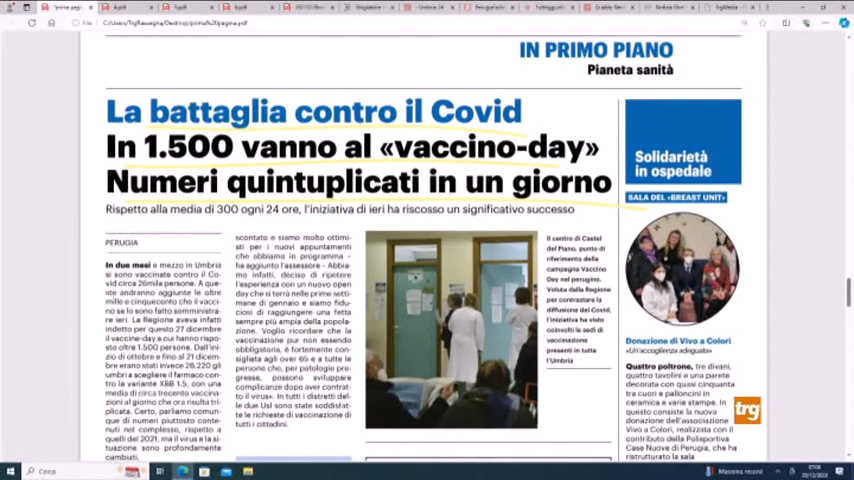 C:/Users/TrgRassegna/Desktop/prima%20pagina.pdf
IN PRIMO PIANO
Pianeta sanità
La battaglia contro il Covid
In 1.500 vanno al «vaccino-day»
Numeri quintuplicati in un giorno
Rispetto alla media di 300 ogni 24 ore, l'iniziativa di ieri ha riscosso un significativo successo
PERUGIA
In due mesi e mezzo in Umbria
si sono vaccinate contro il Co-
vid circa 26mila persone. A que-
ste andranno aggiunte le oltre
mille e cinquecento che il vacci-
no se lo sono fatto somministra-
re ieri. La Regione aveva infatti
indetto per questo 27 dicembre
il vaccine-day a cui hanno rispo-
sto oltre 1.500 persone. Dall'ini-
zio di ottobre e fino al 21 dicem-
bre erano stati invece 26.220 gli
umbri a scegliere il farmaco con-
tro la variante XBB 1.5, con una
media di circa trecento vaccina-
zioni al giorno che ora risulta tri-
plicata. Certo, parliamo comun-
que di numeri piuttosto conte-
nuti nel complesso, rispetto a
quelli del 2021, ma il virus e la si-
tuazione sono profondamente
cambiati.
scontato e siamo molto ottimi-
sti per i nuovi appuntamenti
che abbiamo in programma –
ha aggiunto l'assessore – Abbia-
mo infatti, deciso di ripetere
l'esperienza con un nuovo open
day che si terrà nelle prime setti-
mane di gennaio e siamo fidu-
ciosi di raggiungere una fetta
sempre più ampia della popola-
zione. Voglio ricordare che la
vaccinazione pur non essendo
obbligatoria, è fortemente con-
sigliata agli over 65 e a tutte le
persone che, per patologie pre-
gresse, possono sviluppare
complicanze dopo aver contrat-
to il virus». In tutti i distretti del-
le due Usl sono state soddisfat-
te le richieste di vaccinazione di
tutti i cittadini.
Il centro di Castel
del Piano, punto di
riferimento della
campagna Vaccino
Day nel perugino.
Voluta dalla Regione
per contrastare la
diffusione del Covid,
l'iniziativa ha visto
coinvolti le sedi di
vaccinazione
presenti in tutta
l'Umbria
Solidarietà
in ospedale
SALA DEL «BREAST UNIT»
Donazione di Vivo a Colori
«Un'accoglienza adeguata»
Quattro poltrone, tre divani,
quattro tavolini e una parete
decorata con quasi cinquanta
tra cuori e palloncini in
ceramica e varie stampe. In
questo consiste la nuova
donazione dell'associazione
Vivo a Colori, realizzata con il
contributo della Polisportiva
Case Nuove di Perugia, che ha
ristrutturato la sala
trg
Cerca
Massima record